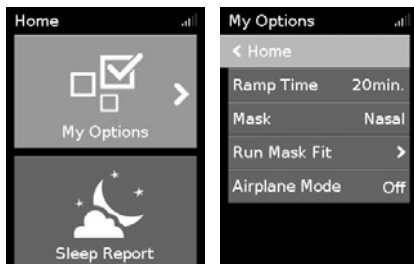 Home
My Options
Sleep Report
My Options
< Home
Ramp Time 20min.
Mask Nasal
Run Mask Fit >
Airplane Mode Off